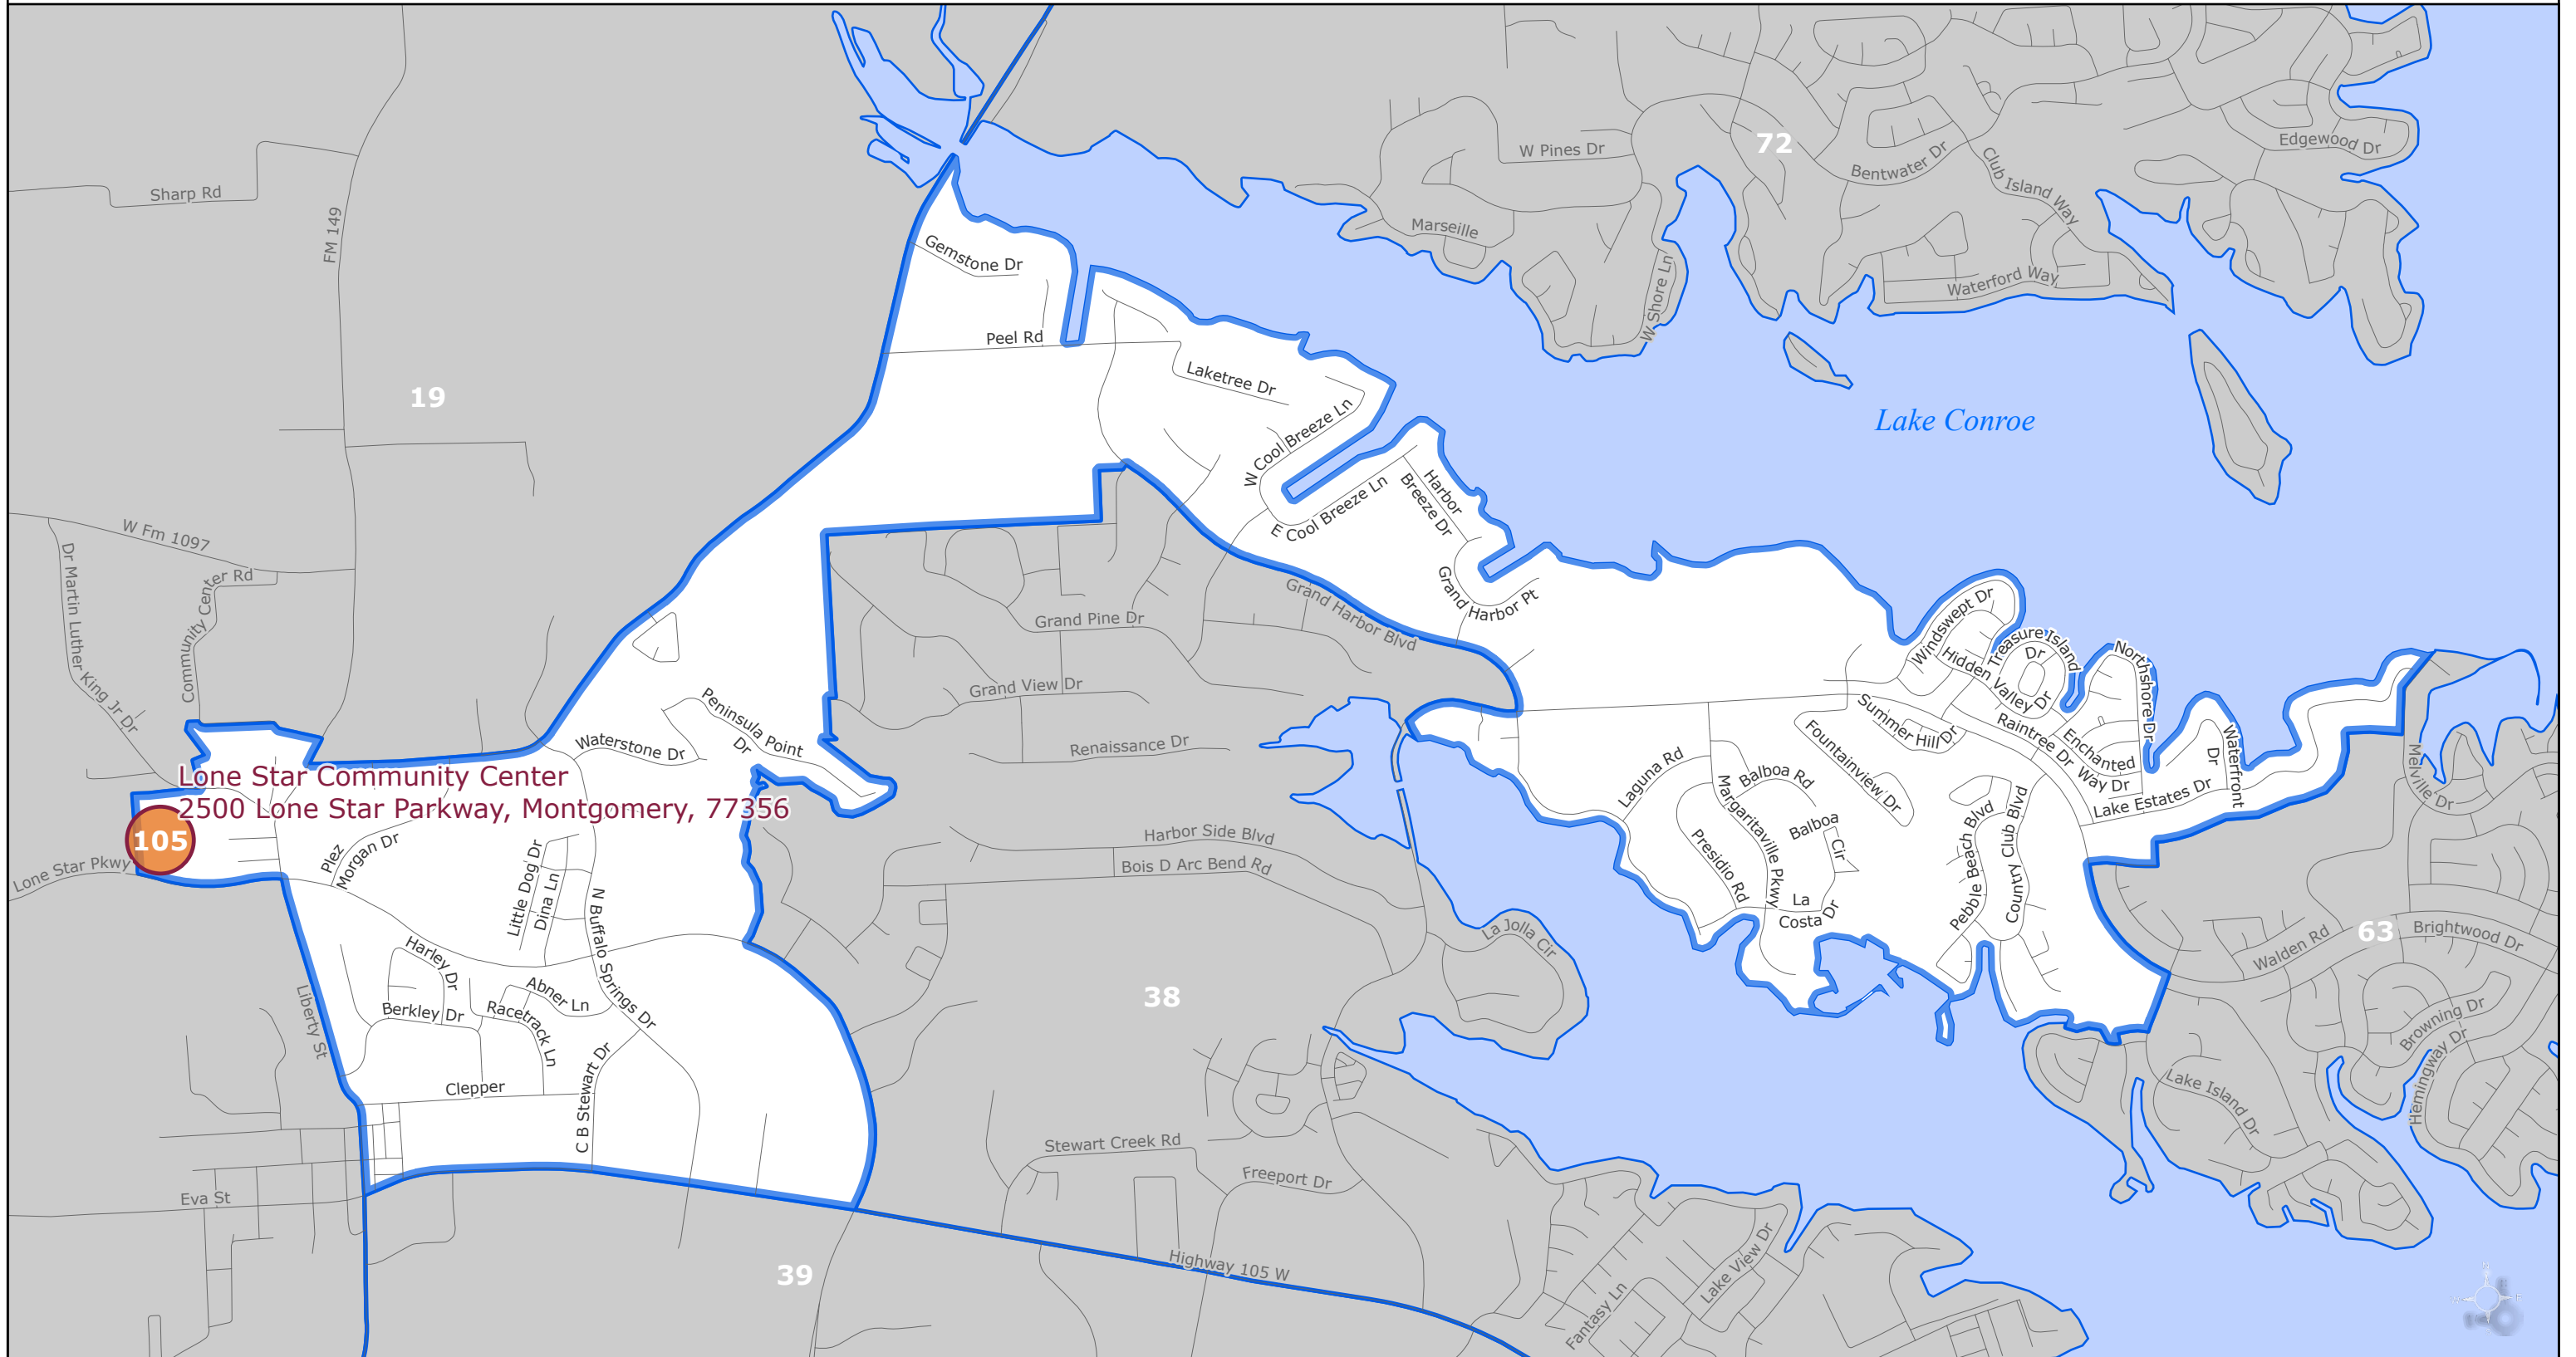 72
W Pines Dr
Bentwater Dr
Club Island Way
Edgewood Dr
Sharp Rd
FM 149
Marseille
Gemstone Dr
W Shore Ln
Waterford Way
Peel Rd
Laketree Dr
19
W Cool Breeze Ln
Lake Conroe
E Cool Breeze Ln
Harbor
Breeze Dr
W Fm 1097
Dr Martin Luther King Jr Dr
Community Center Rd
Grand Harbor Pt
Grand Harbor Blvd
Grand Pine Dr
Windswept Dr
Treasure Island
Dr
Hidden Valley Dr
Northshore Dr
Grand View Dr
Peninsula Point
Dr
Waterstone Dr
Renaissance Dr
Summer Hill Dr
Fountainview Dr
Raintree Dr
Enchanted
Way Dr
Waterfront
Dr
Melville Dr
Lake Estates Dr
Lone Star Community Center
2500 Lone Star Parkway, Montgomery, 77356
105
Laguna Rd
Balboa Rd
Margaritaville Pkwy
Balboa
Cir
Presidio Rd
La
Costa Dr
Pebble Beach Blvd
Country Club Blvd
Lone Star Pkwy
Plez
Morgan Dr
Little Dog Dr
Dina Ln
N Buffalo Springs Dr
Harbor Side Blvd
Bois D Arc Bend Rd
La Jolla Cir
63
Walden Rd
Brightwood Dr
Harley Dr
Abner Ln
Berkley Dr
Racetrack Ln
Liberty St
38
Browning Dr
Hemingway Dr
Lake Island Dr
Clepper
C B Stewart Dr
Stewart Creek Rd
Freeport Dr
Eva St
39
Highway 105 W
Lake View Dr
Fantasy Ln